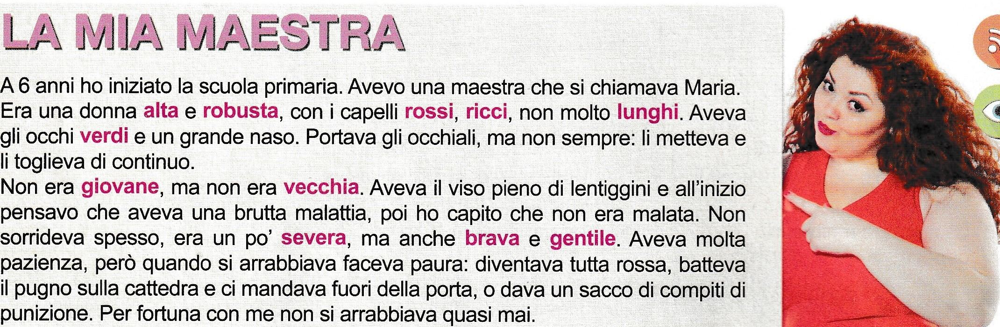 LA MIA MAESTRA
A 6 anni ho iniziato la scuola primaria. Avevo una maestra che si chiamava Maria.
Era una donna alta e robusta, con i capelli rossi, ricci, non molto lunghi. Aveva
gli occhi verdi e un grande naso. Portava gli occhiali, ma non sempre: li metteva e
li toglieva di continuo.
Non era giovane, ma non era vecchia. Aveva il viso pieno di lentiggini e all’inizio
pensavo che aveva una brutta malattia, poi ho capito che non era malata. Non
sorrideva spesso, era un po’ severa, ma anche brava e gentile. Aveva molta
pazienza, però quando si arrabbiava faceva paura: diventava tutta rossa, batteva
il pugno sulla cattedra e ci mandava fuori della porta, o dava un sacco di compiti di
punizione. Per fortuna con me non si arrabbiava quasi mai.